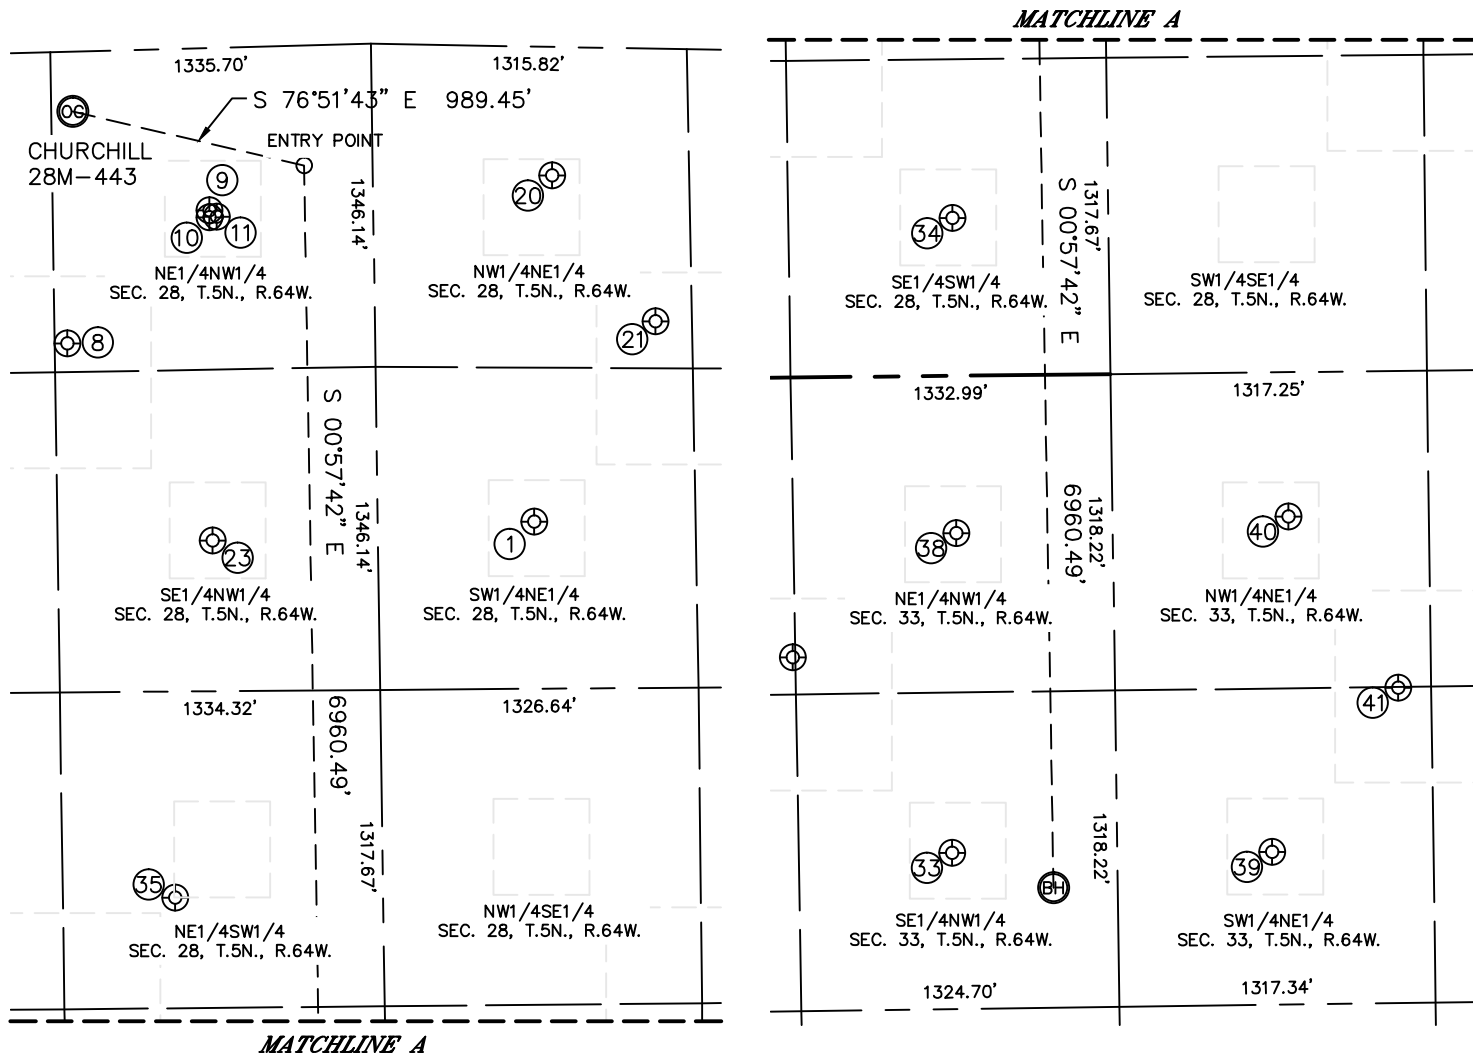 1335.70'
1315.82'
S 76°51'43" E 989.45'
OG
ENTRY POINT
CHURCHILL
28M-443
9
10
11
20
1346.14'
NE1/4NW1/4
SEC. 28, T.5N., R.64W.
NW1/4NE1/4
SEC. 28, T.5N., R.64W.
8
21
S 00°57'42" E
1346.14'
23
1
SE1/4NW1/4
SEC. 28, T.5N., R.64W.
SW1/4NE1/4
SEC. 28, T.5N., R.64W.
1334.32'
1326.64'
6960.49'
1317.67'
35
NE1/4SW1/4
SEC. 28, T.5N., R.64W.
NW1/4SE1/4
SEC. 28, T.5N., R.64W.
MATCHLINE A
MATCHLINE A
1317.67'
S 00°57'42" E
34
SE1/4SW1/4
SEC. 28, T.5N., R.64W.
SW1/4SE1/4
SEC. 28, T.5N., R.64W.
1332.99'
1317.25'
1318.22'
6960.49'
38
40
NE1/4NW1/4
SEC. 33, T.5N., R.64W.
NW1/4NE1/4
SEC. 33, T.5N., R.64W.
41
1318.22'
33
BH
39
SE1/4NW1/4
SEC. 33, T.5N., R.64W.
SW1/4NE1/4
SEC. 33, T.5N., R.64W.
1324.70'
1317.34'